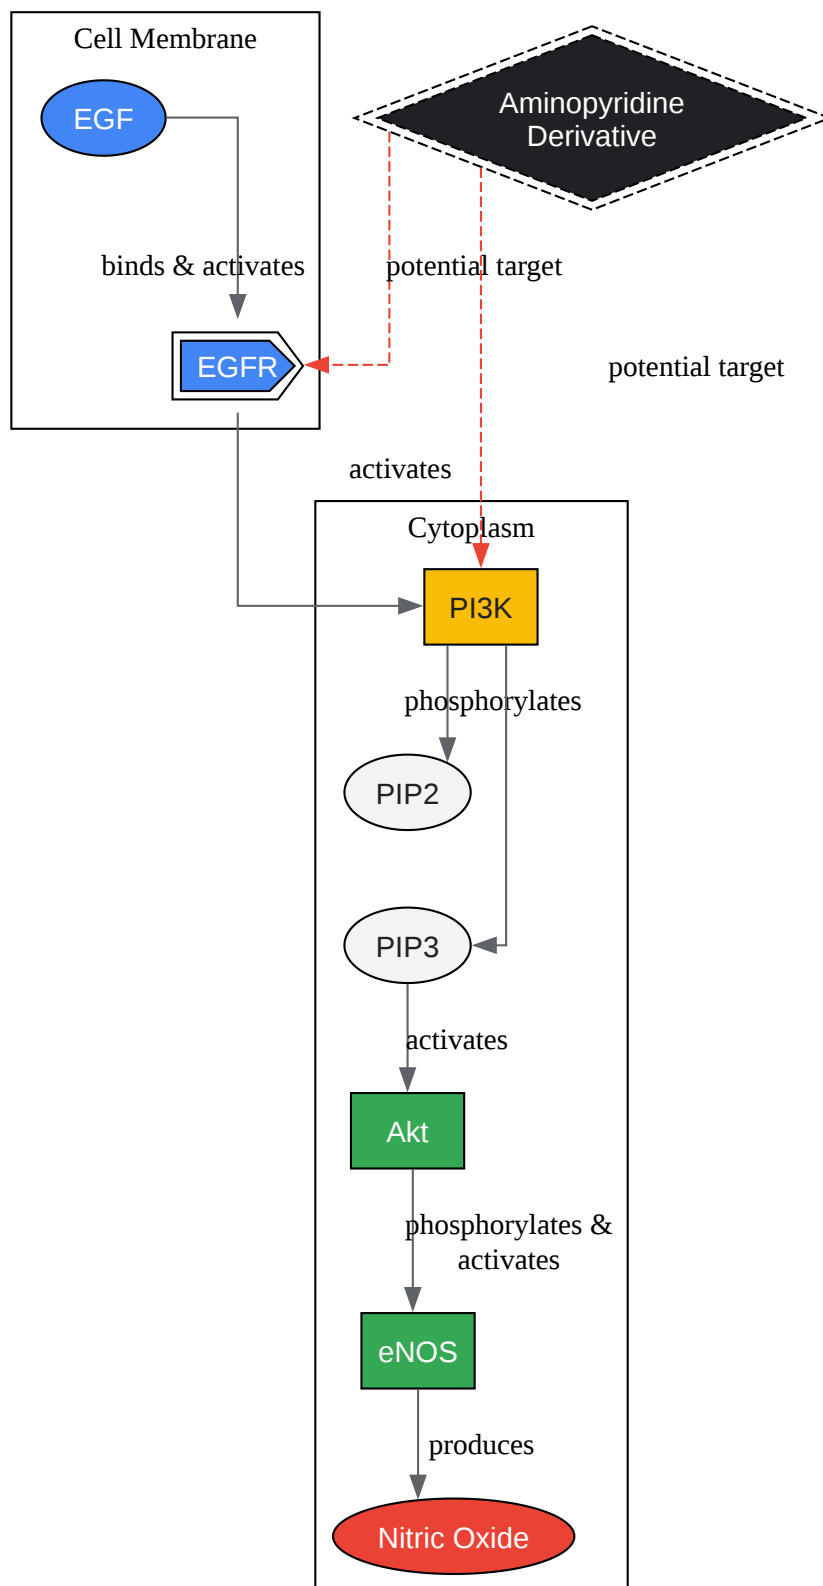 Cell Membrane
EGF
Aminopyridine
Derivative
binds & activates
potential target
EGFR
potential target
activates
Cytoplasm
PI3K
phosphorylates
PIP2
PIP3
activates
Akt
phosphorylates &
activates
eNOS
produces
Nitric Oxide